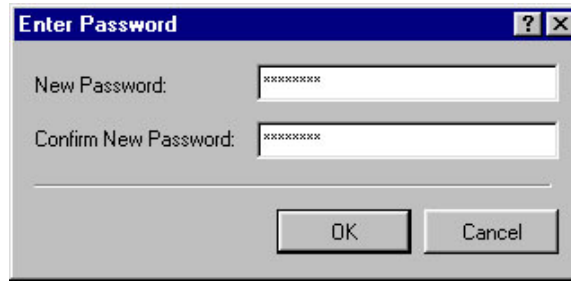 Enter Password
New Password: ********
Confirm New Password: ********
OK Cancel